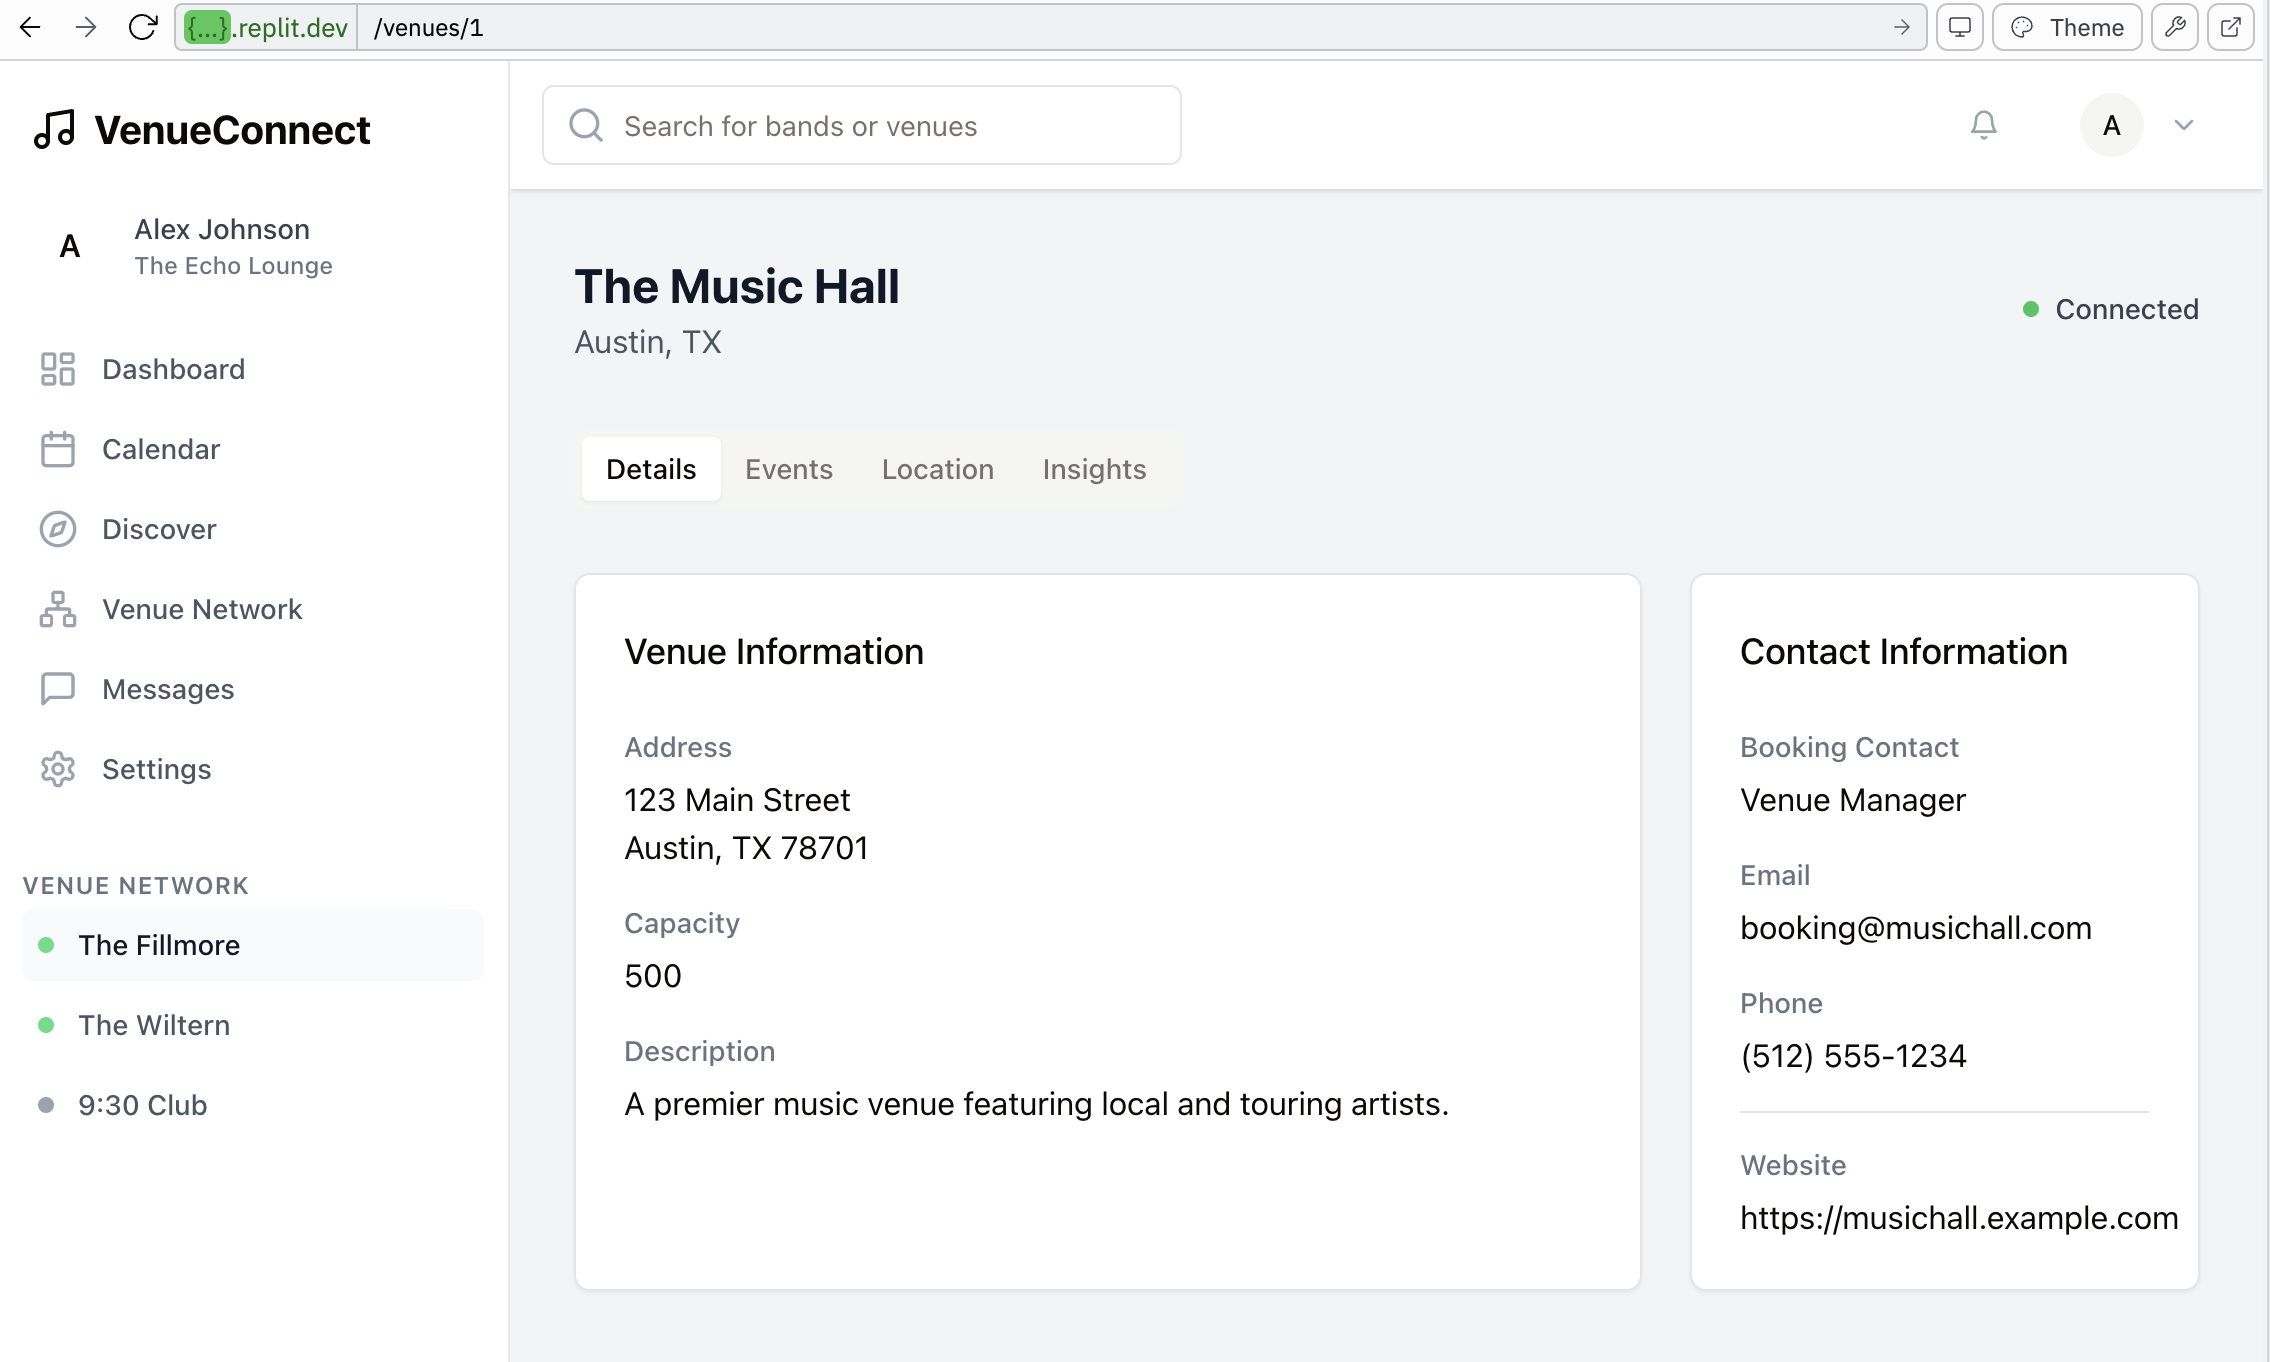 {...}.replit.dev /venues/1
Theme
VenueConnect
Search for bands or venues
A
A
Alex Johnson
The Echo Lounge
Dashboard
Calendar
Discover
Venue Network
Messages
Settings
VENUE NETWORK
The Fillmore
The Wiltern
9:30 Club
The Music Hall
Austin, TX
Connected
Details Events Location Insights
Venue Information
Address
123 Main Street
Austin, TX 78701
Capacity
500
Description
A premier music venue featuring local and touring artists.
Contact Information
Booking Contact
Venue Manager
Email
booking@musichall.com
Phone
(512) 555-1234
Website
https://musichall.example.com